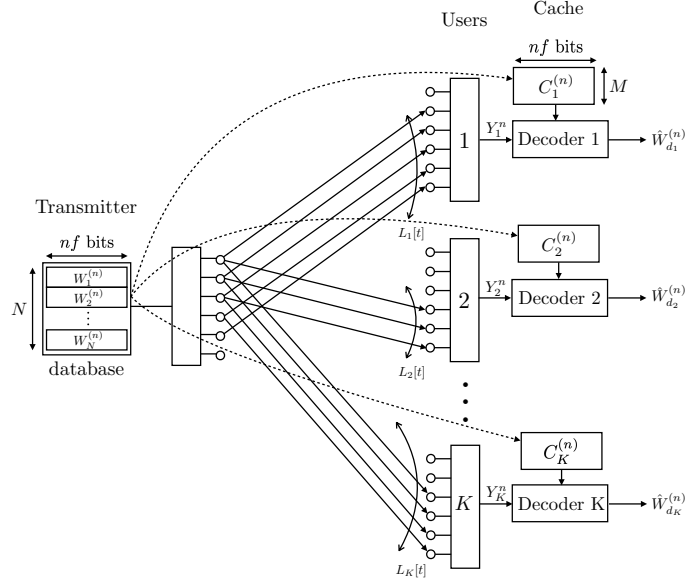 Cache
Users
nf bits
C_1^{(n)}
M
Y_1^n
1
Decoder 1
Ŵ_{d_1}^{(n)}
Transmitter
L_1[t]
nf bits
C_2^{(n)}
W_1^{(n)}
W_2^{(n)}
⋮
N
W_N^{(n)}
database
2
Y_2^n
Decoder 2
Ŵ_{d_2}^{(n)}
L_2[t]
⋮
C_K^{(n)}
K
Y_K^n
Decoder K
Ŵ_{d_K}^{(n)}
L_K[t]